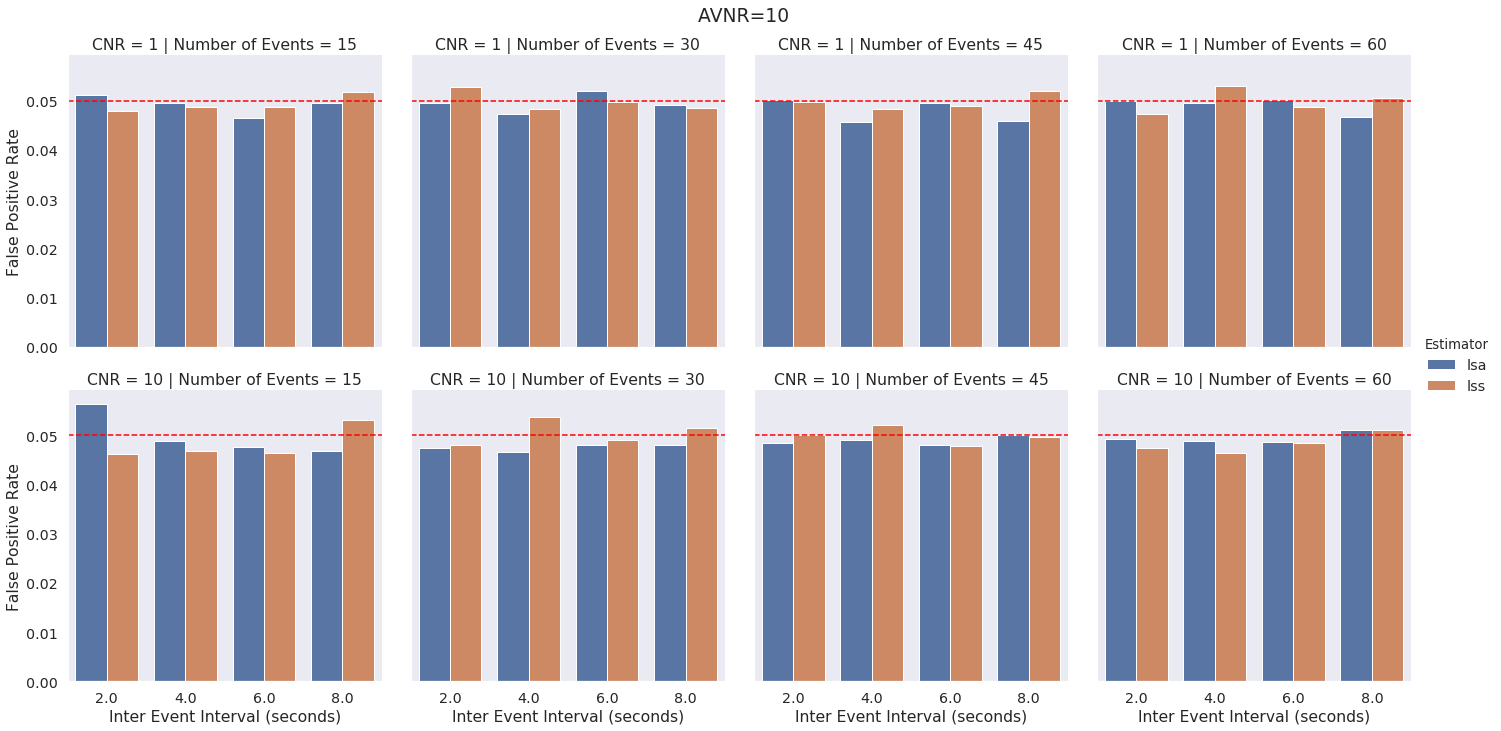 AVNR=10
CNR = 1 | Number of Events = 15
CNR = 1 | Number of Events = 30
CNR = 1 | Number of Events = 45
CNR = 1 | Number of Events = 60
False Positive Rate
0.05
0.04
0.03
0.02
0.01
0.00
Estimator
lsa
lss
CNR = 10 | Number of Events = 15
CNR = 10 | Number of Events = 30
CNR = 10 | Number of Events = 45
CNR = 10 | Number of Events = 60
False Positive Rate
0.05
0.04
0.03
0.02
0.01
0.00
2.0 4.0 6.0 8.0
2.0 4.0 6.0 8.0
2.0 4.0 6.0 8.0
2.0 4.0 6.0 8.0
Inter Event Interval (seconds)
Inter Event Interval (seconds)
Inter Event Interval (seconds)
Inter Event Interval (seconds)